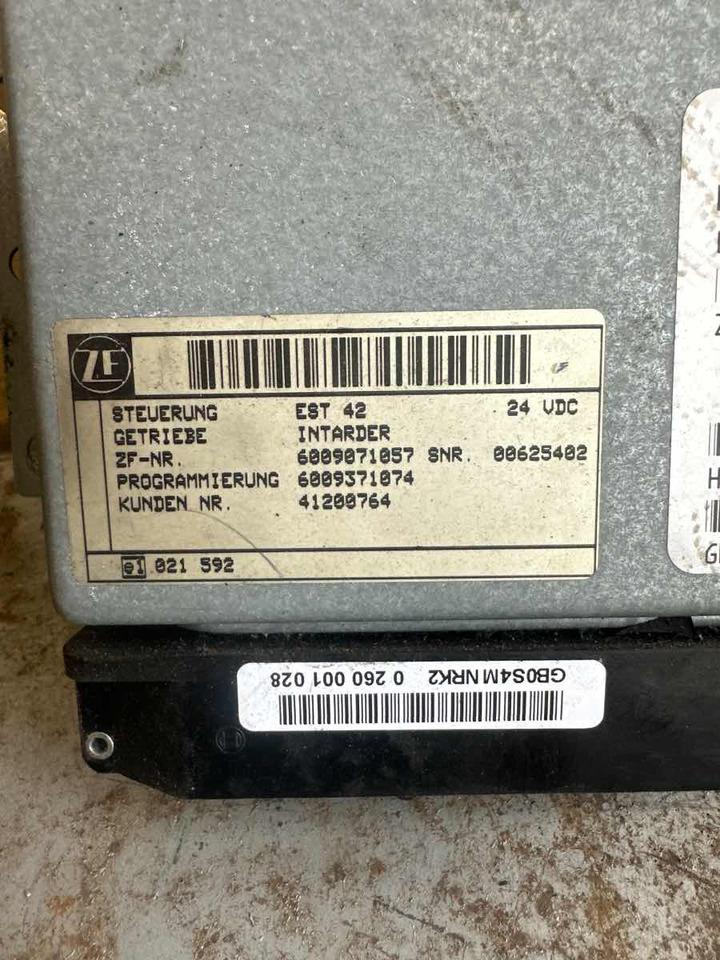 ZF
STEUERUNG EST 42 24 VDC
GETRIEBE INTARDER
ZF-NR. 6009071057 SNR. 00625402
PROGRAMMIERUNG 6009371074
KUNDEN NR. 41200764
e1 021 592
GB0S4M NRK2 0 260 001 028